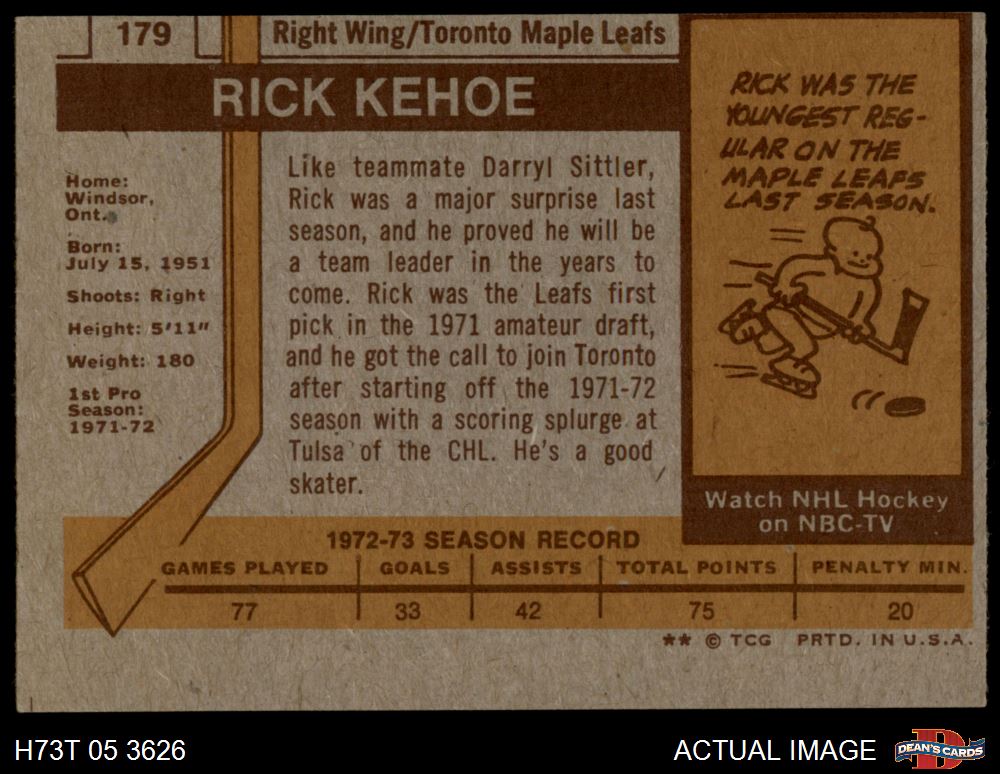 179
Right Wing/Toronto Maple Leafs
RICK KEHOE
Home:
Windsor,
Ont.
Born:
July 15, 1951
Shoots: Right
Height: 5'11"
Weight: 180
1st Pro
Season:
1971-72
Like teammate Darryl Sittler,
Rick was a major surprise last
season, and he proved he will be
a team leader in the years to
come. Rick was the Leafs first
pick in the 1971 amateur draft,
and he got the call to join Toronto
after starting off the 1971-72
season with a scoring splurge at
Tulsa of the CHL. He's a good
skater.
RICK WAS THE
YOUNGEST REG-
ULAR ON THE
MAPLE LEAFS
LAST SEASON.
Watch NHL Hockey
on NBC-TV
1972-73 SEASON RECORD
GAMES PLAYED GOALS ASSISTS TOTAL POINTS PENALTY MIN.
77 33 42 75 20
** © TCG PRTD. IN U.S.A.
H73T 05 3626
ACTUAL IMAGE
D
DEAN'S CARDS